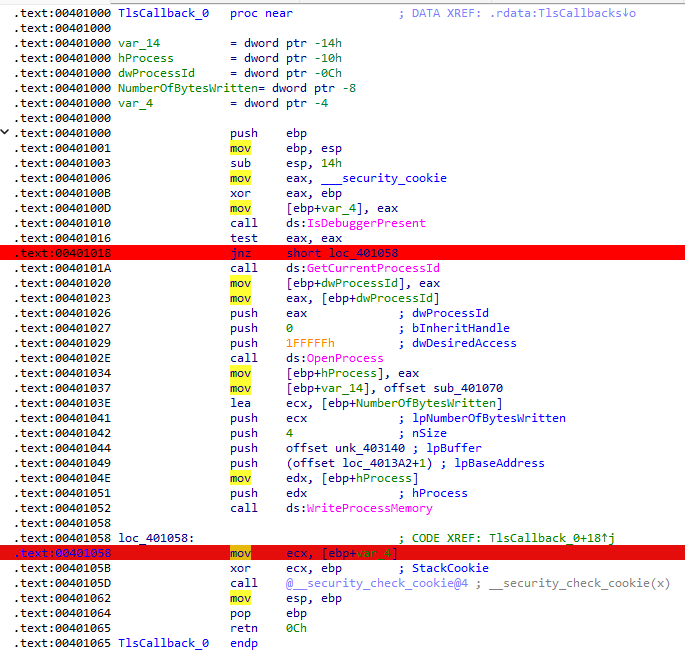 .text:00401000 TlsCallback_0   proc near               ; DATA XREF: .rdata:TlsCallbacks↓o
.text:00401000
.text:00401000 var_14          = dword ptr -14h
.text:00401000 hProcess        = dword ptr -10h
.text:00401000 dwProcessId     = dword ptr -0Ch
.text:00401000 NumberOfBytesWritten= dword ptr -8
.text:00401000 var_4           = dword ptr -4
.text:00401000
.text:00401000                 push    ebp
.text:00401001                 mov     ebp, esp
.text:00401003                 sub     esp, 14h
.text:00401006                 mov     eax, ___security_cookie
.text:0040100B                 xor     eax, ebp
.text:0040100D                 mov     [ebp+var_4], eax
.text:00401010                 call    ds:IsDebuggerPresent
.text:00401016                 test    eax, eax
.text:00401018                 jnz     short loc_401058
.text:0040101A                 call    ds:GetCurrentProcessId
.text:00401020                 mov     [ebp+dwProcessId], eax
.text:00401023                 mov     eax, [ebp+dwProcessId]
.text:00401026                 push    eax             ; dwProcessId
.text:00401027                 push    0               ; bInheritHandle
.text:00401029                 push    1FFFFFh         ; dwDesiredAccess
.text:0040102E                 call    ds:OpenProcess
.text:00401034                 mov     [ebp+hProcess], eax
.text:00401037                 mov     [ebp+var_14], offset sub_401070
.text:0040103E                 lea     ecx, [ebp+NumberOfBytesWritten]
.text:00401041                 push    ecx             ; lpNumberOfBytesWritten
.text:00401042                 push    4               ; nSize
.text:00401044                 push    offset unk_403140 ; lpBuffer
.text:00401049                 push    (offset loc_4013A2+1) ; lpBaseAddress
.text:0040104E                 mov     edx, [ebp+hProcess]
.text:00401051                 push    edx             ; hProcess
.text:00401052                 call    ds:WriteProcessMemory
.text:00401058
.text:00401058 loc_401058:                             ; CODE XREF: TlsCallback_0+18↑j
.text:00401058                 mov     ecx, [ebp+var_4]
.text:0040105B                 xor     ecx, ebp        ; StackCookie
.text:0040105D                 call    @__security_check_cookie@4 ; __security_check_cookie(x)
.text:00401062                 mov     esp, ebp
.text:00401064                 pop     ebp
.text:00401065                 retn    0Ch
.text:00401065 TlsCallback_0   endp